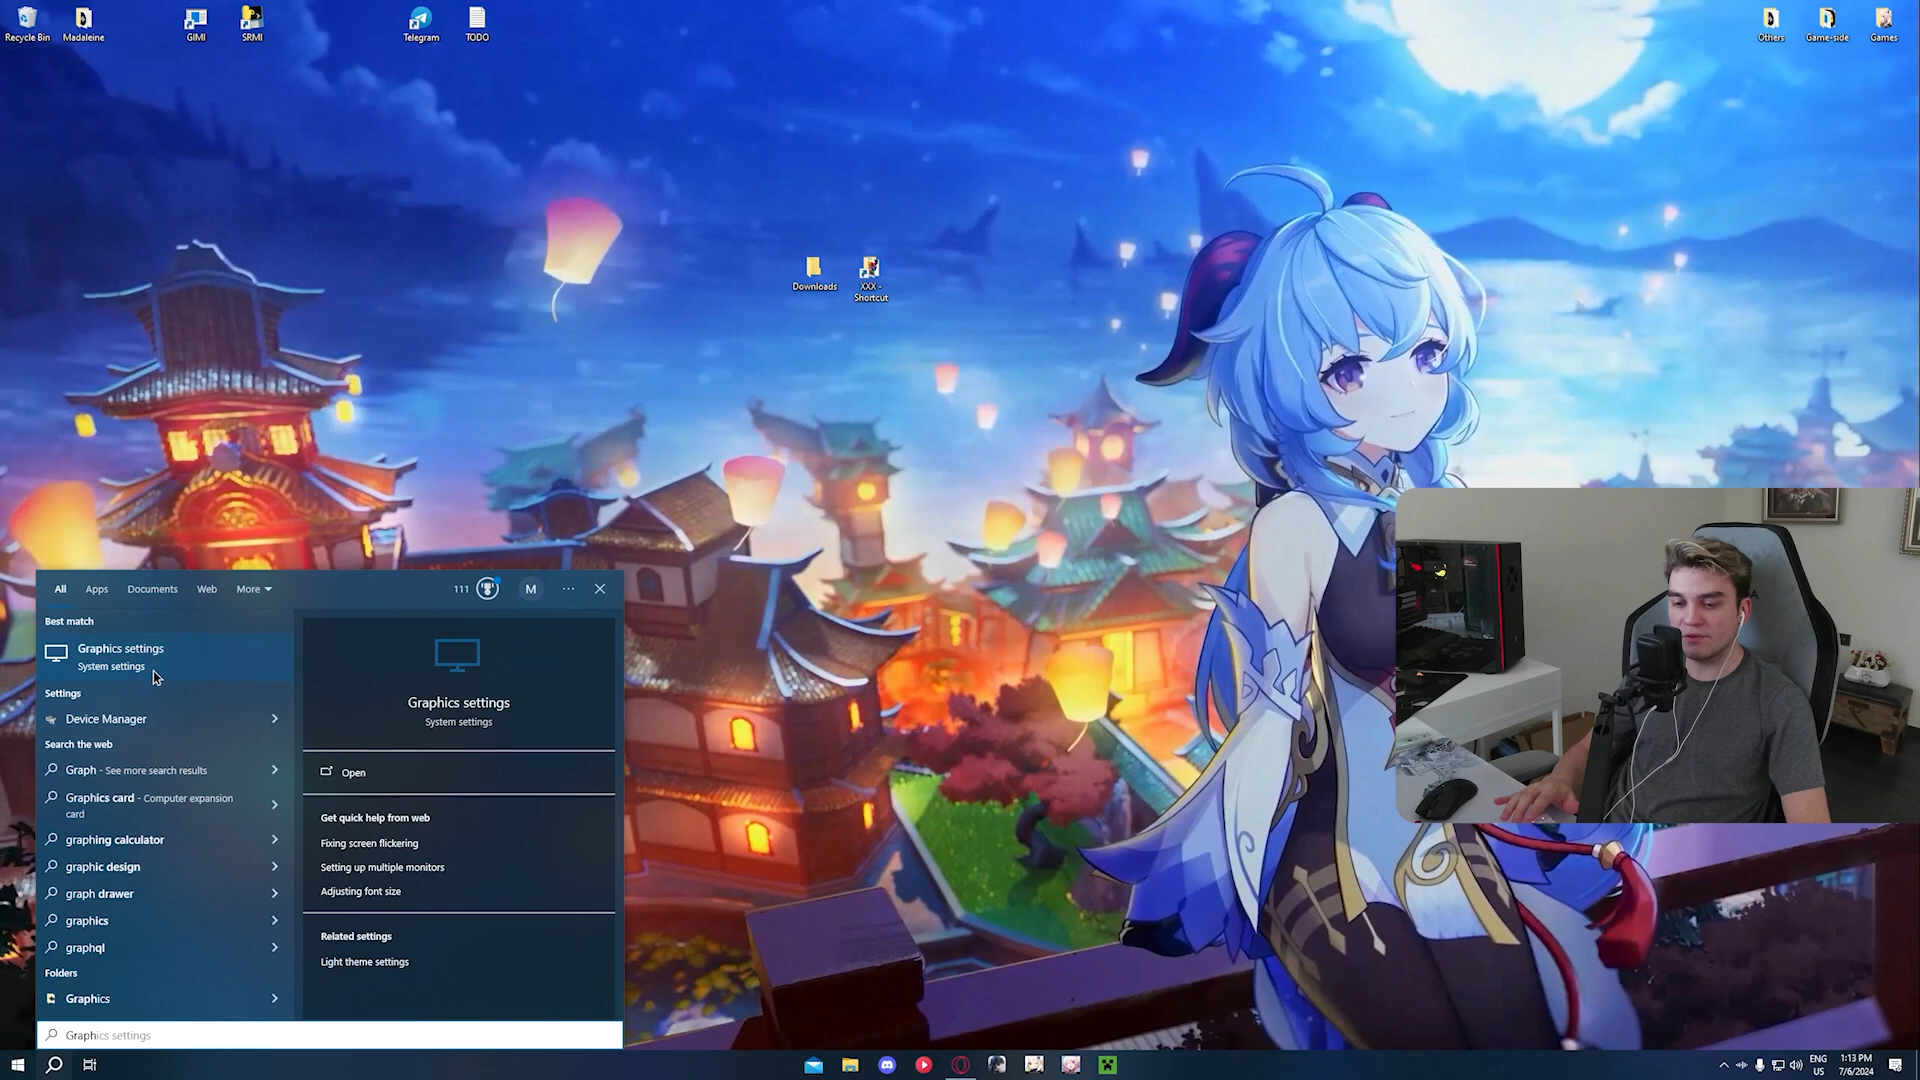 Recycle Bin
Madaleine
GIMI
SRMI
Telegram
TODO
Others
Game-side
Games
Downloads
XXX -
Shortcut
All
Apps
Documents
Web
More
111
M
Best match
Graphics settings
System settings
Settings
Device Manager
Search the web
Graph - See more search results
Graphics card - Computer expansion
card
graphing calculator
graphic design
graph drawer
graphics
graphql
Folders
Graphics
Graphics settings
Graphics settings
System settings
Open
Get quick help from web
Fixing screen flickering
Setting up multiple monitors
Adjusting font size
Related settings
Light theme settings
ENG
US
1:13 PM
7/6/2024